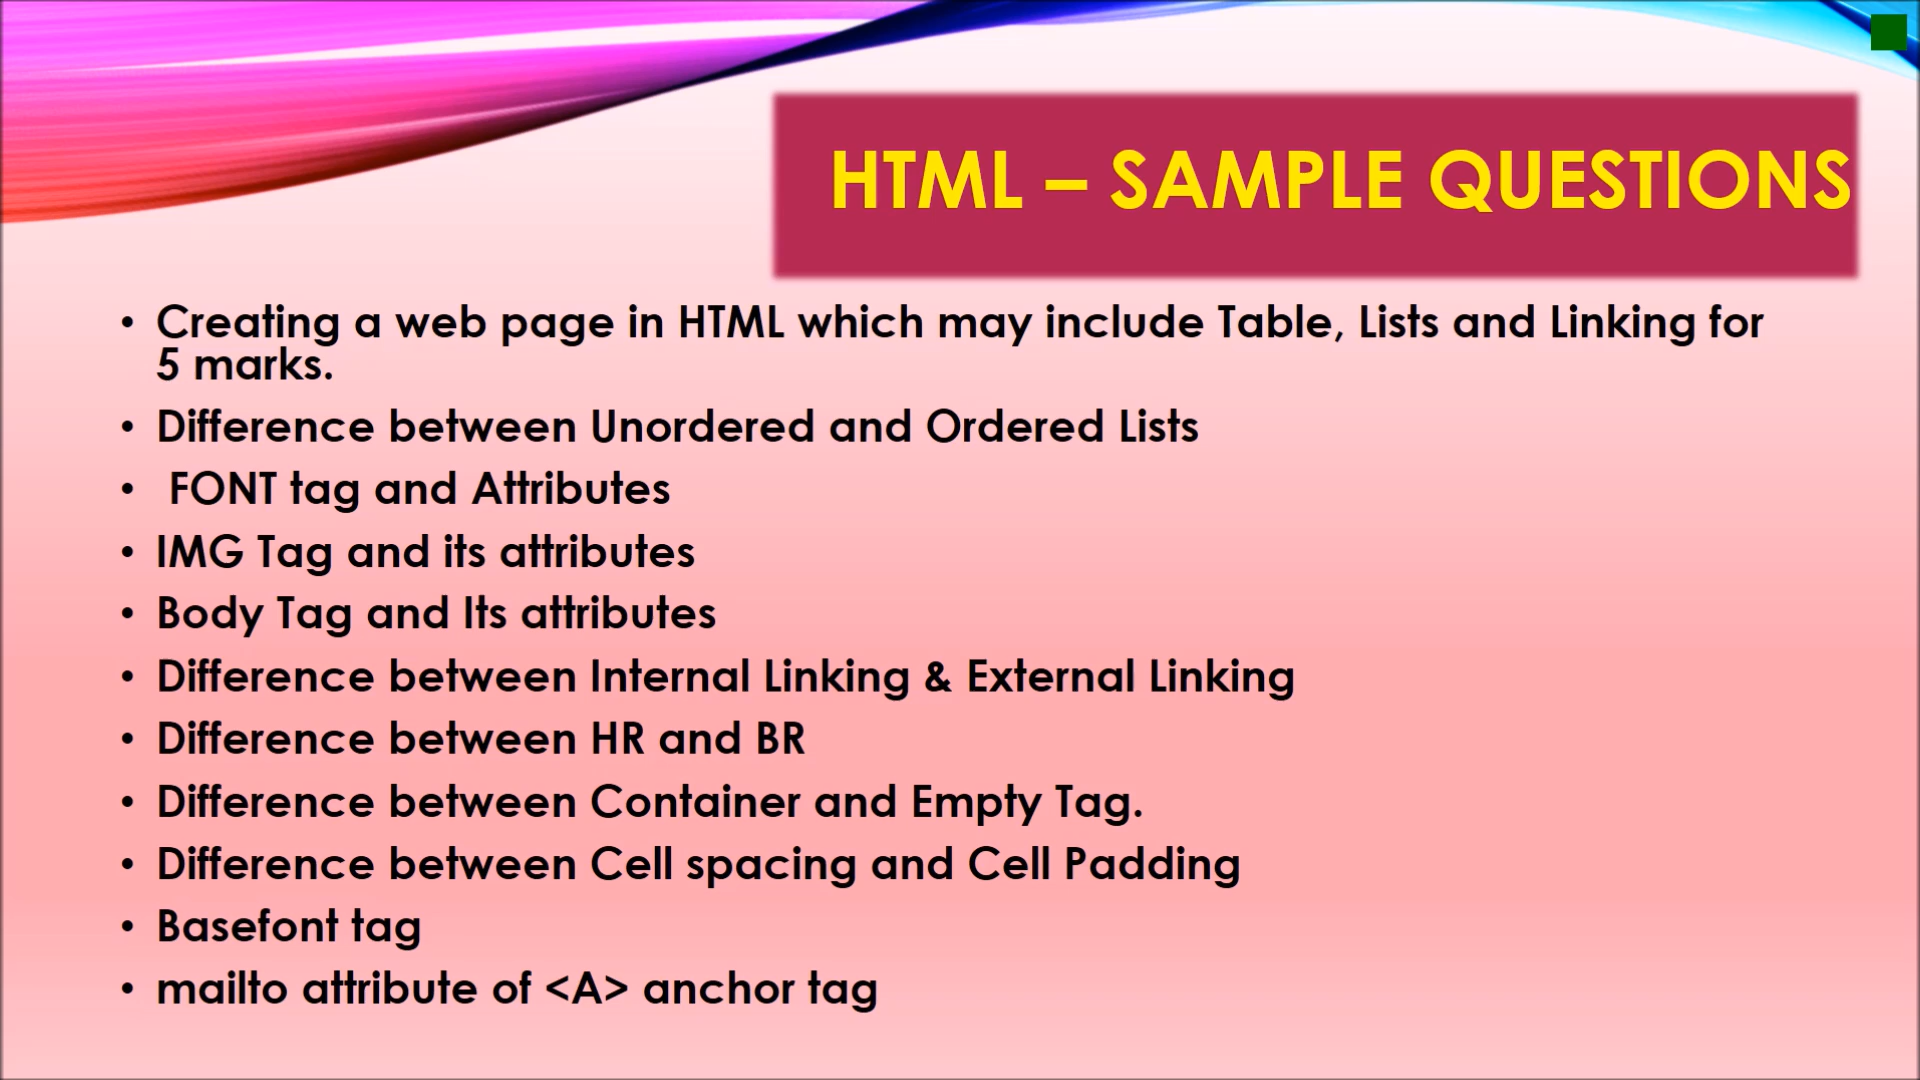 HTML – SAMPLE QUESTIONS
• Creating a web page in HTML which may include Table, Lists and Linking for
5 marks.
• Difference between Unordered and Ordered Lists
• FONT tag and Attributes
• IMG Tag and its attributes
• Body Tag and Its attributes
• Difference between Internal Linking & External Linking
• Difference between HR and BR
• Difference between Container and Empty Tag.
• Difference between Cell spacing and Cell Padding
• Basefont tag
• mailto attribute of <A> anchor tag